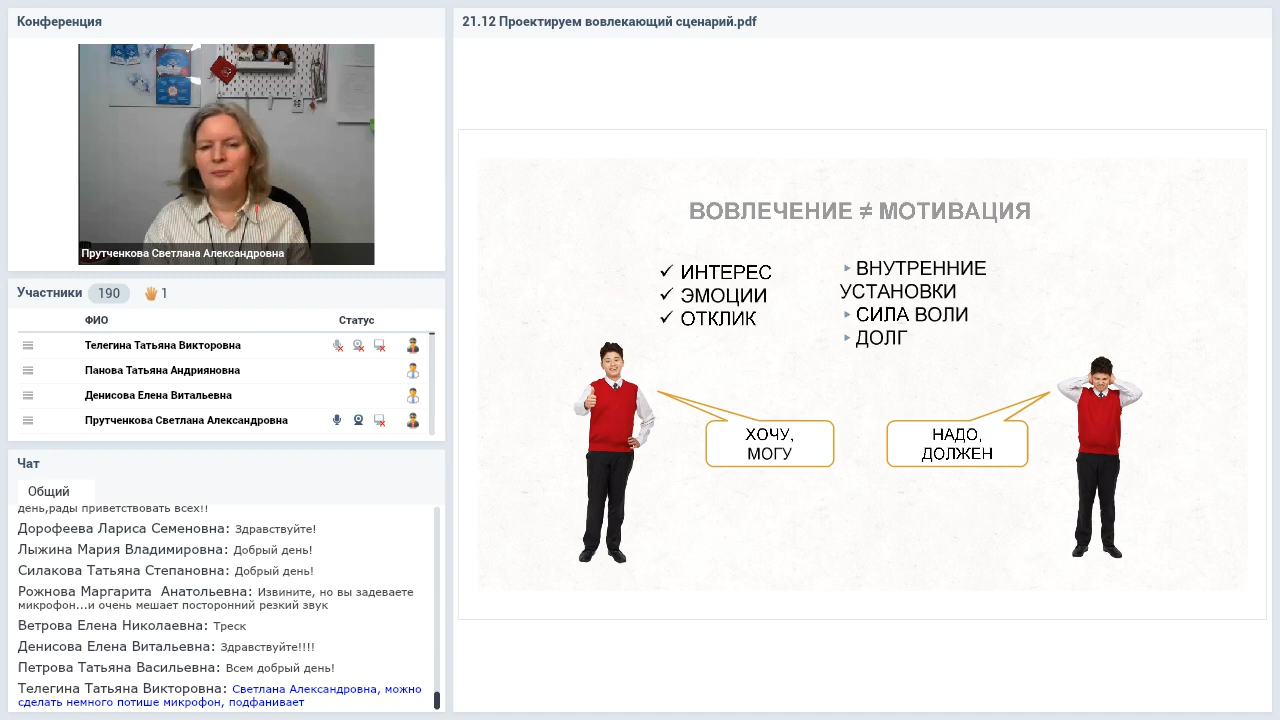 Конференция
Прутченкова Светлана Александровна
Участники 190 1
ФИО Статус
Телегина Татьяна Викторовна
Панова Татьяна Андрияновна
Денисова Елена Витальевна
Прутченкова Светлана Александровна
Чат
Общий
день,рады приветствовать всех!!
Дорофеева Лариса Семеновна: Здравствуйте!
Лыжина Мария Владимировна: Добрый день!
Силакова Татьяна Степановна: Добрый день!
Рожнова Маргарита Анатольевна: Извините, но вы задеваете
микрофон...и очень мешает посторонний резкий звук
Ветрова Елена Николаевна: Треск
Денисова Елена Витальевна: Здравствуйте!!!!
Петрова Татьяна Васильевна: Всем добрый день!
Телегина Татьяна Викторовна: Светлана Александровна, можно
сделать немного потише микрофон, подфанивает
21.12 Проектируем вовлекающий сценарий.pdf
ВОВЛЕЧЕНИЕ ≠ МОТИВАЦИЯ
✓ ИНТЕРЕС
✓ ЭМОЦИИ
✓ ОТКЛИК
ВНУТРЕННИЕ
УСТАНОВКИ
СИЛА ВОЛИ
ДОЛГ
ХОЧУ,
МОГУ
НАДО,
ДОЛЖЕН